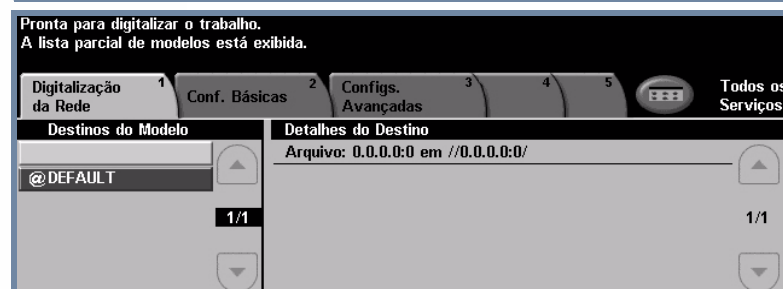 Pronta para digitalizar o trabalho.
A lista parcial de modelos está exibida.
Digitalização da Rede 1
Conf. Básicas 2
Configs. Avançadas 3
4
5
Todos os Serviços
Destinos do Modelo
Detalhes do Destino
Arquivo: 0.0.0.0:0 em //0.0.0.0:0/
@DEFAULT
1/1
1/1